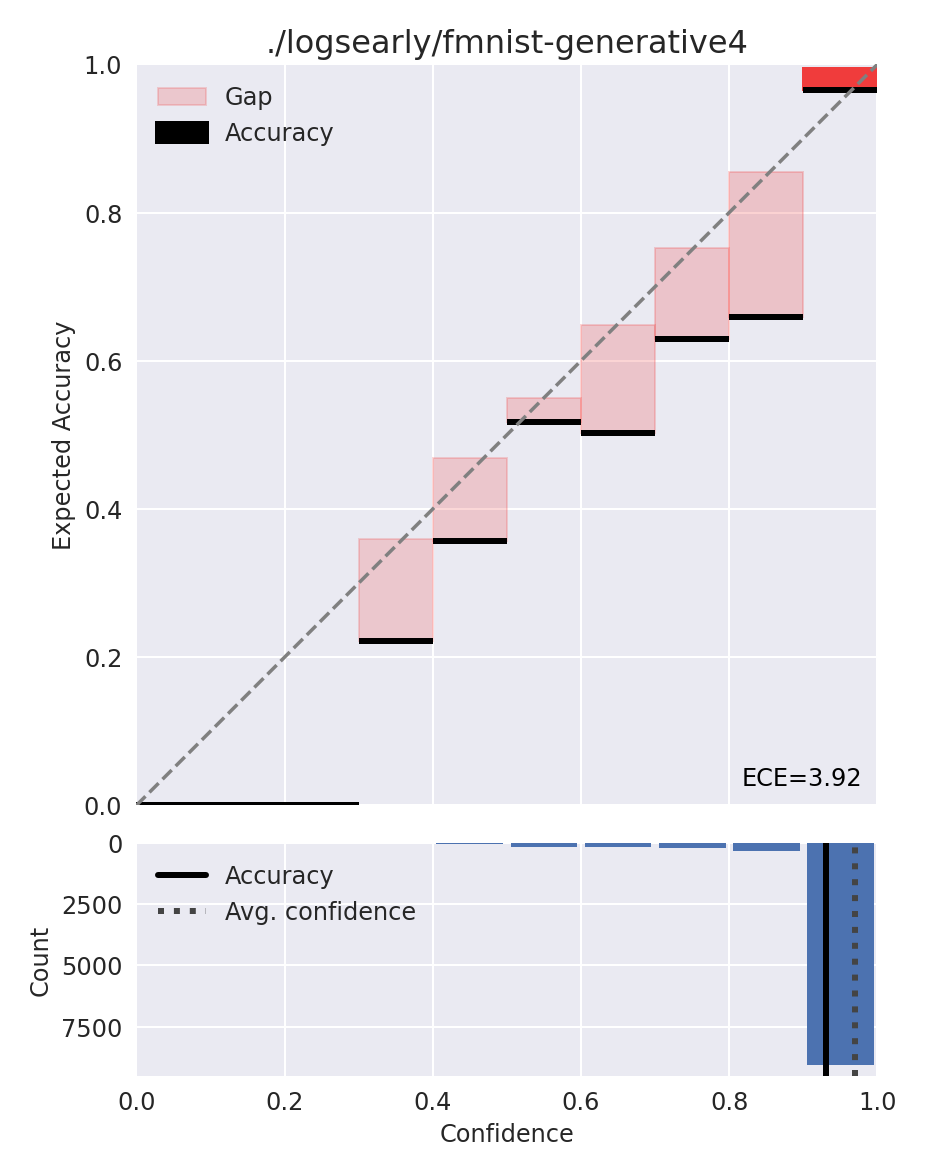 ./logsearly/fmnist-generative4
1.0
Gap
Accuracy
0.8
0.6
Expected Accuracy
0.4
0.2
ECE=3.92
0.0
0
Accuracy
2500
Avg. confidence
Count
5000
7500
0.0 0.2 0.4 0.6 0.8 1.0
Confidence